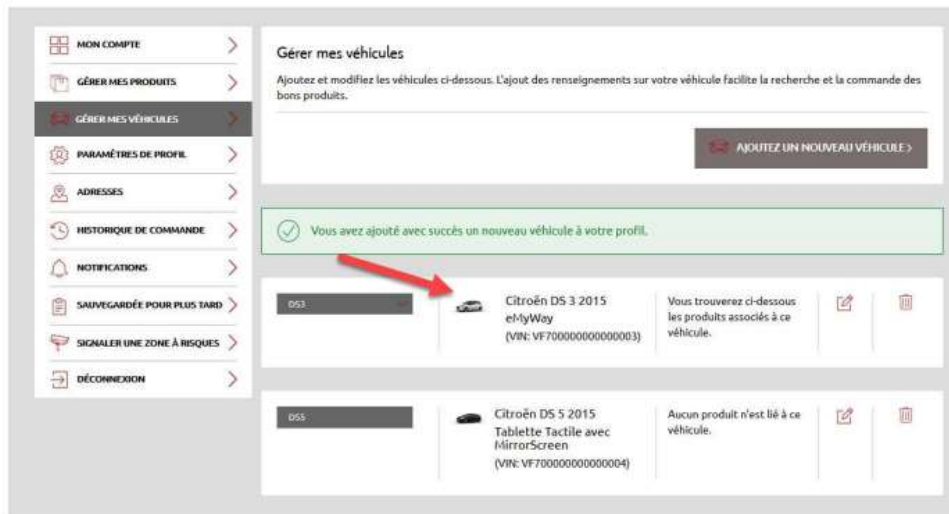 MON COMPTE
GÉRER MES PRODUITS
GÉRER MES VÉHICULES
PARAMÈTRES DE PROFIL
ADRESSES
HISTORIQUE DE COMMANDE
NOTIFICATIONS
SAUVEGARDÉE POUR PLUS TARD
SIGNALER UNE ZONE À RISQUES
DÉCONNEXION
Gérer mes véhicules
Ajoutez et modifiez les véhicules ci-dessous. L'ajout des renseignements sur votre véhicule facilite la recherche et la commande des
bons produits.
AJOUTEZ UN NOUVEAU VÉHICULE >
Vous avez ajouté avec succès un nouveau véhicule à votre profil.
DS3
Citroën DS 3 2015
eMyWay
(VIN: VF700000000000003)
Vous trouverez ci-dessous
les produits associés à ce
véhicule.
DS5
Citroën DS 5 2015
Tablette Tactile avec
MirrorScreen
(VIN: VF700000000000004)
Aucun produit n'est lié à ce
véhicule.